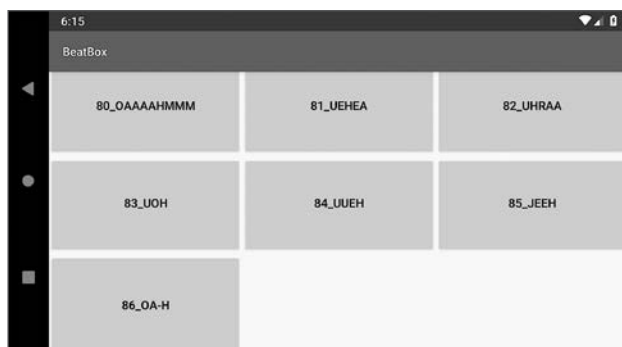 6:15
BeatBox
80_OAAAAHMMM 81_UEHEA 82_UHRAA
83_UOH 84_UUEH 85_JEEH
86_OA-H